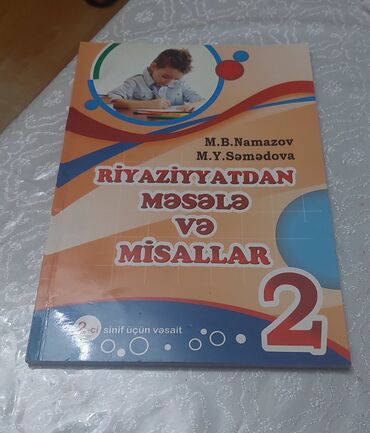 M.B.Namazov
M.Y.Səmədova
RİYAZİYYATDAN
MƏSƏLƏ
VƏ
MİSALLAR
2
2-ci sinif üçün vəsait